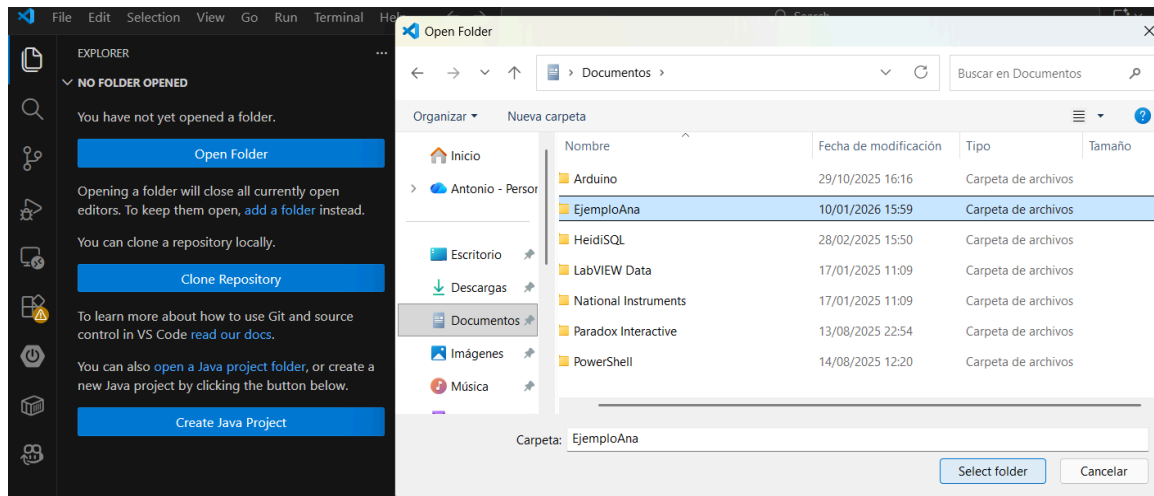 File Edit Selection View Go Run Terminal
Open Folder
EXPLORER
NO FOLDER OPENED
You have not yet opened a folder.
Open Folder
Opening a folder will close all currently open
editors. To keep them open, add a folder instead.
You can clone a repository locally.
Clone Repository
To learn more about how to use Git and source
control in VS Code read our docs.
You can also open a Java project folder, or create a
new Java project by clicking the button below.
Create Java Project
Documentos
Buscar en Documentos
Organizar Nueva carpeta
Inicio
Antonio - Person
Escritorio
Descargas
Documentos
Imágenes
Música
Nombre Fecha de modificación Tipo Tamaño
Arduino 29/10/2025 16:16 Carpeta de archivos
EjemploAna 10/01/2026 15:59 Carpeta de archivos
HeidiSQL 28/02/2025 15:50 Carpeta de archivos
LabVIEW Data 17/01/2025 11:09 Carpeta de archivos
National Instruments 17/01/2025 11:09 Carpeta de archivos
Paradox Interactive 13/08/2025 22:54 Carpeta de archivos
PowerShell 14/08/2025 12:20 Carpeta de archivos
Carpeta: EjemploAna
Select folder Cancelar